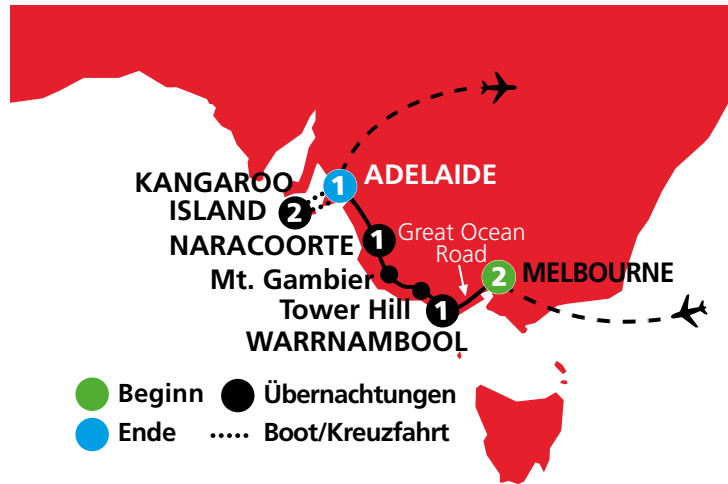 1 ADELAIDE
KANGAROO
ISLAND 2
NARACOORTE 1
Great Ocean
Road
Mt. Gambier
2 MELBOURNE
Tower Hill 1
WARRNAMBOOL
Beginn
Übernachtungen
Ende
Boot/Kreuzfahrt